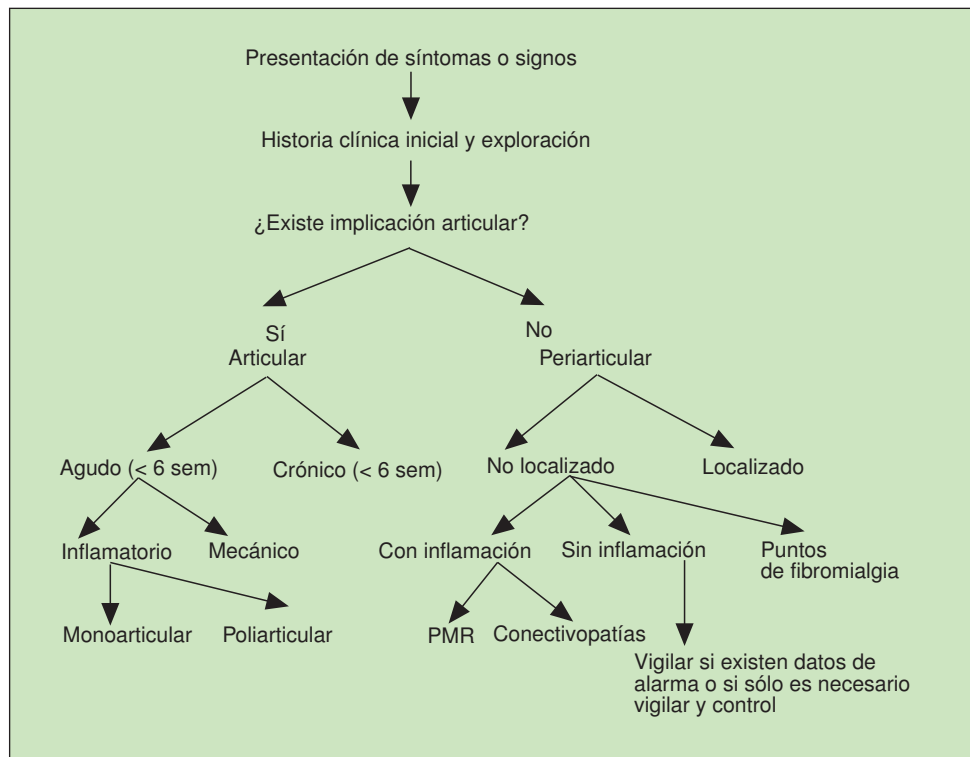 Presentación de síntomas o signos
Historia clínica inicial y exploración
¿Existe implicación articular?
Sí
Articular
No
Periarticular
Agudo (< 6 sem)
Crónico (< 6 sem)
No localizado
Localizado
Inflamatorio
Mecánico
Con inflamación
Sin inflamación
Puntos
de fibromialgia
Monoarticular
Poliarticular
PMR
Conectivopatías
Vigilar si existen datos de
alarma o si sólo es necesario
vigilar y control